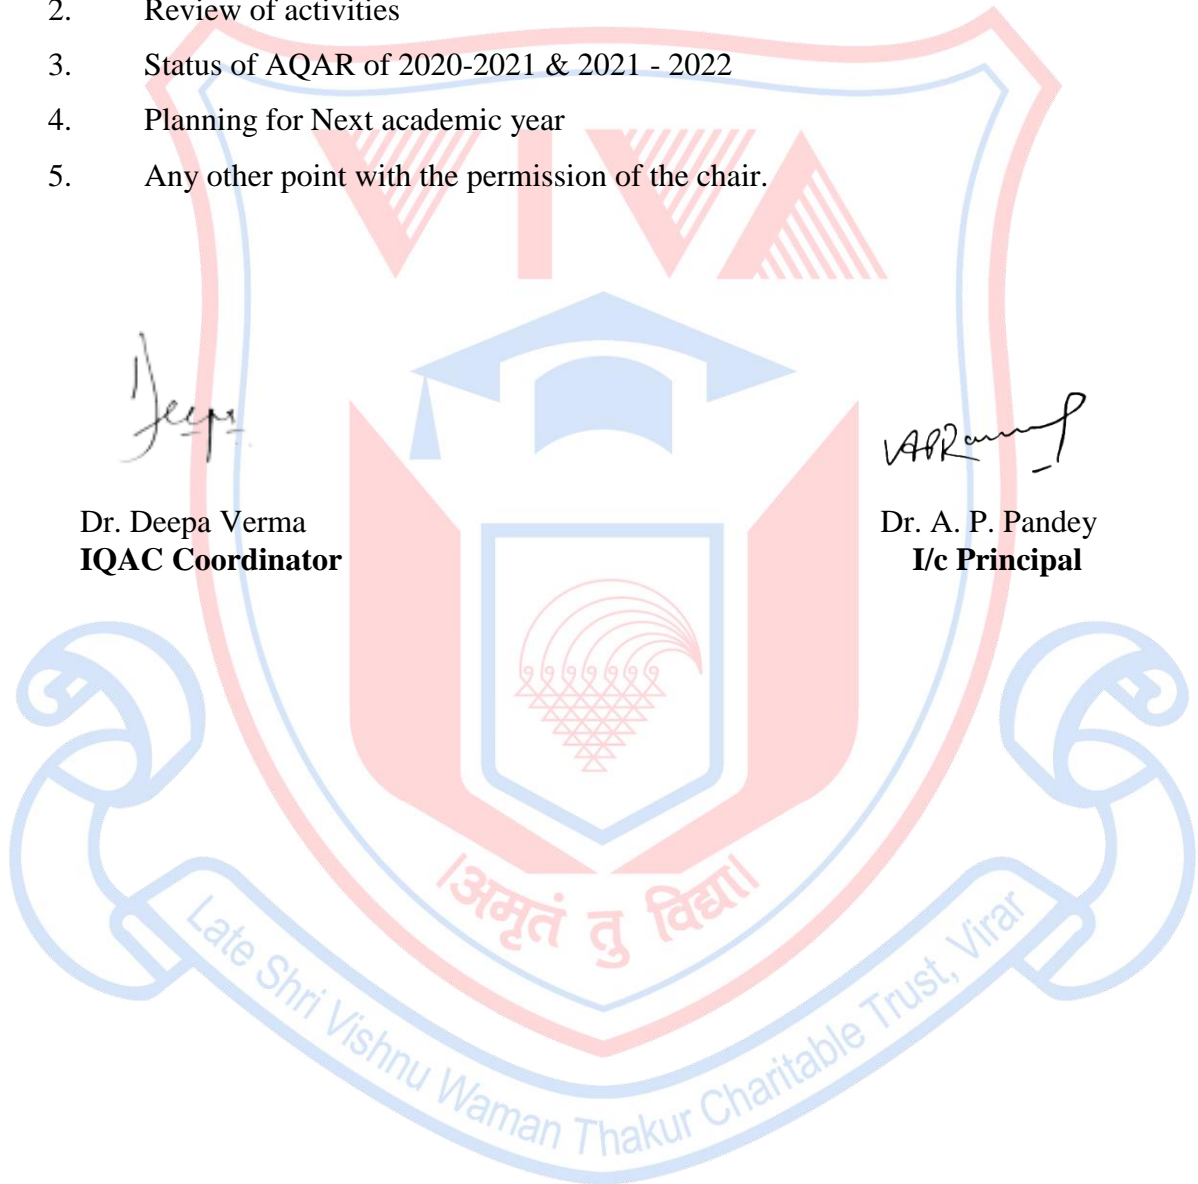 2. Review of activities
3. Status of AQAR of 2020-2021 & 2021 - 2022
4. Planning for Next academic year
5. Any other point with the permission of the chair.
VIVA
Deepa
Dr. Deepa Verma Dr. A. P. Pandey
IQAC Coordinator I/c Principal
।अमृतं तु विद्या।
Late Shri Vishnu Waman Thakur Charitable Trust, Virar